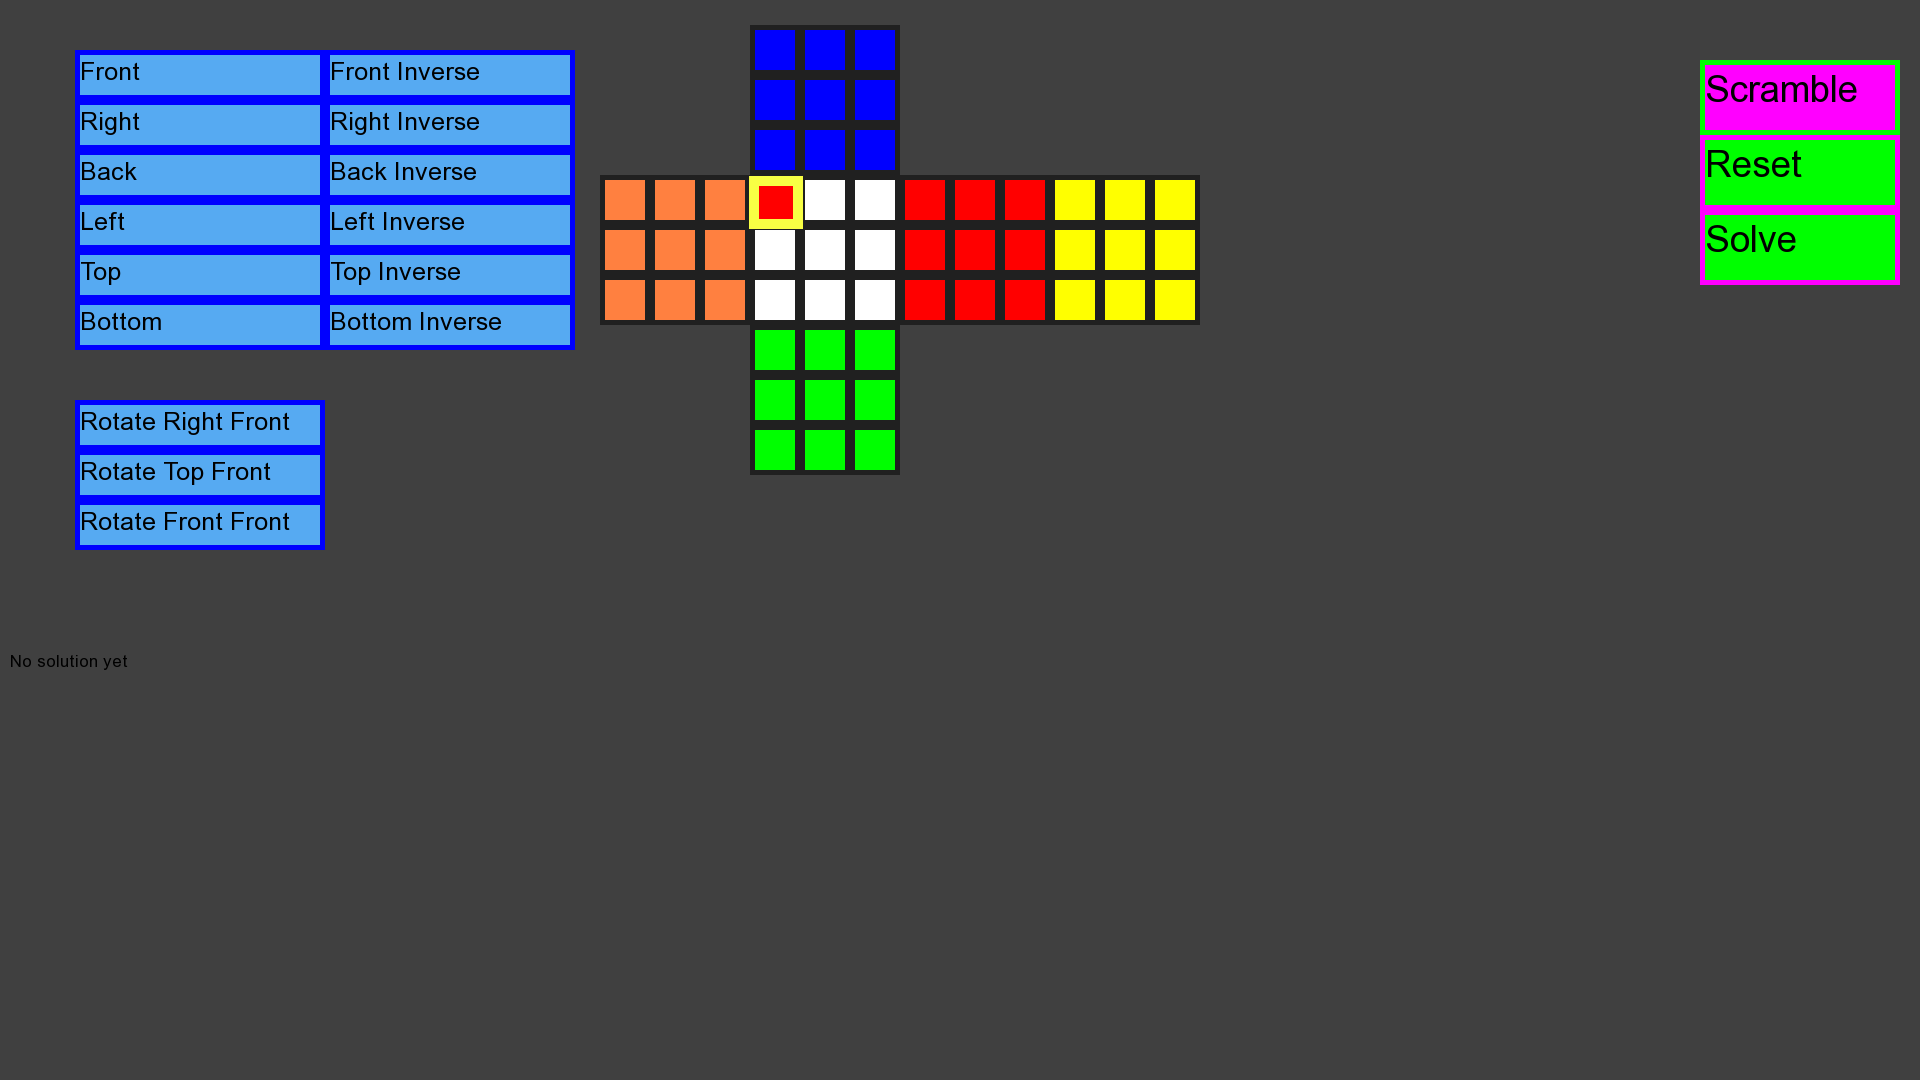 Front
Front Inverse
Right
Right Inverse
Back
Back Inverse
Left
Left Inverse
Top
Top Inverse
Bottom
Bottom Inverse
Rotate Right Front
Rotate Top Front
Rotate Front Front
Scramble
Reset
Solve
No solution yet